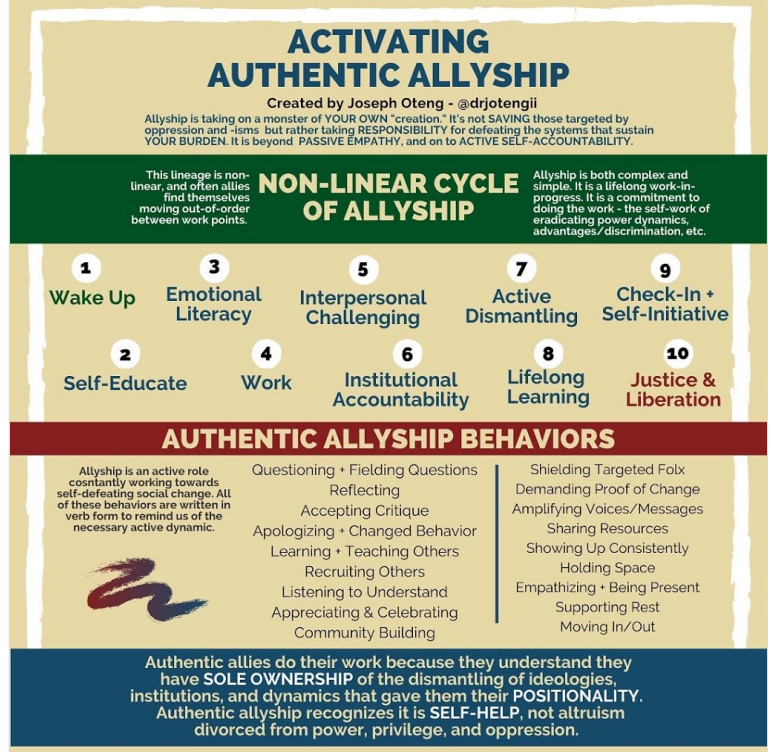 ACTIVATING
AUTHENTIC ALLYSHIP
Created by Joseph Oteng - @drjotengii
Allyship is taking on a monster of YOUR OWN "creation." It's not SAVING those targeted by
oppression and -isms but rather taking RESPONSIBILITY for defeating the systems that sustain
YOUR BURDEN. It is beyond PASSIVE EMPATHY, and on to ACTIVE SELF-ACCOUNTABILITY.
This lineage is non-
linear, and often allies
find themselves
moving out-of-order
between work points.
NON-LINEAR CYCLE
OF ALLYSHIP
Allyship is both complex and
simple. It is a lifelong work-in-
progress. It is a commitment to
doing the work - the self-work of
eradicating power dynamics,
advantages/discrimination, etc.
1
Wake Up
2
Self-Educate
3
Emotional
Literacy
4
Work
5
Interpersonal
Challenging
6
Institutional
Accountability
7
Active
Dismantling
8
Lifelong
Learning
9
Check-In +
Self-Initiative
10
Justice &
Liberation
AUTHENTIC ALLYSHIP BEHAVIORS
Allyship is an active role
cosntantly working towards
self-defeating social change. All
of these behaviors are written in
verb form to remind us of the
necessary active dynamic.
Questioning + Fielding Questions
Reflecting
Accepting Critique
Apologizing + Changed Behavior
Learning + Teaching Others
Recruiting Others
Listening to Understand
Appreciating & Celebrating
Community Building
Shielding Targeted Folx
Demanding Proof of Change
Amplifying Voices/Messages
Sharing Resources
Showing Up Consistently
Holding Space
Empathizing + Being Present
Supporting Rest
Moving In/Out
Authentic allies do their work because they understand they
have SOLE OWNERSHIP of the dismantling of ideologies,
institutions, and dynamics that gave them their POSITIONALITY.
Authentic allyship recognizes it is SELF-HELP, not altruism
divorced from power, privilege, and oppression.